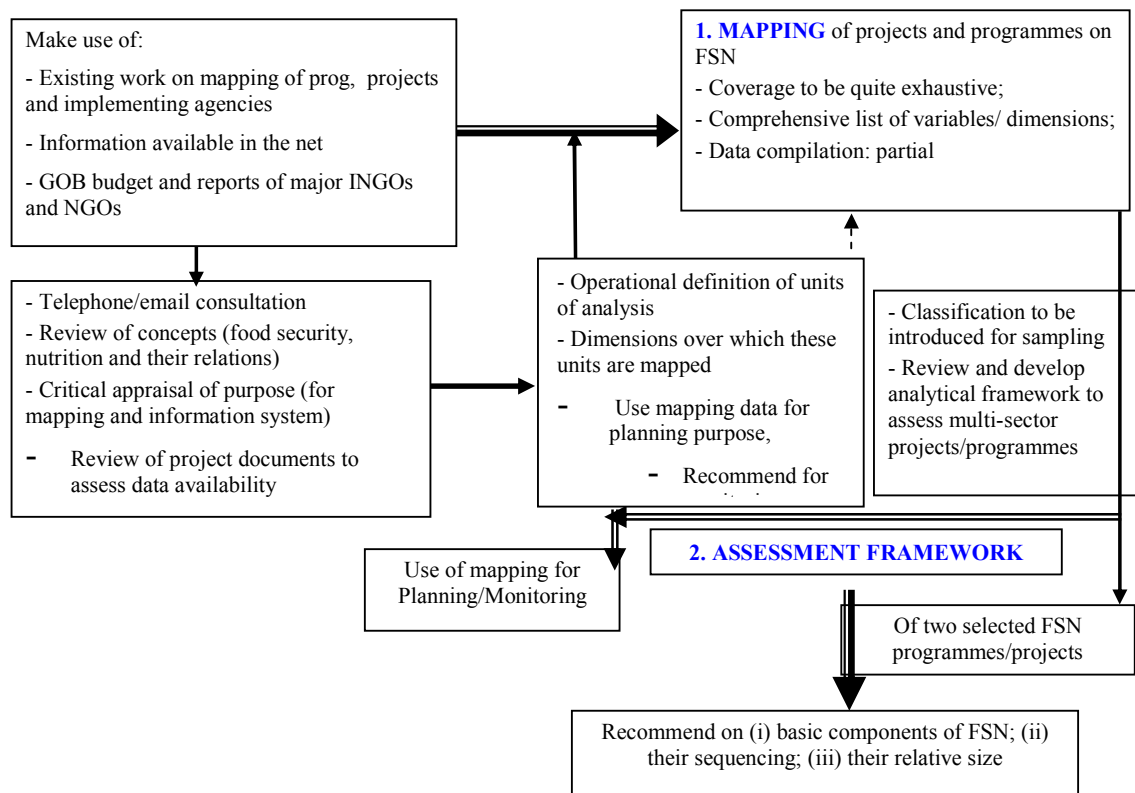 Make use of:
- Existing work on mapping of prog, projects
and implementing agencies
- Information available in the net
- GOB budget and reports of major INGOs
and NGOs
1. MAPPING of projects and programmes on
FSN
- Coverage to be quite exhaustive;
- Comprehensive list of variables/ dimensions;
- Data compilation: partial
- Telephone/email consultation
- Review of concepts (food security,
nutrition and their relations)
- Critical appraisal of purpose (for
mapping and information system)
- Review of project documents to
assess data availability
- Operational definition of units
of analysis
- Dimensions over which these
units are mapped
- Use mapping data for
planning purpose,
- Recommend for
- Classification to be
introduced for sampling
- Review and develop
analytical framework to
assess multi-sector
projects/programmes
2. ASSESSMENT FRAMEWORK
Use of mapping for
Planning/Monitoring
Of two selected FSN
programmes/projects
Recommend on (i) basic components of FSN; (ii)
their sequencing; (iii) their relative size